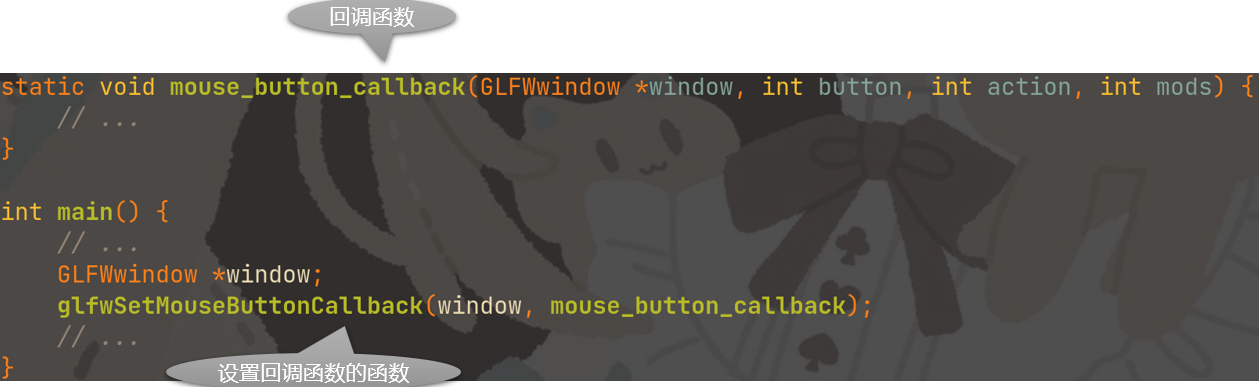 回调函数
static void mouse_button_callback(GLFWwindow *window, int button, int action, int mods) {
    // ...
}
int main() {
    // ...
    GLFWwindow *window;
    glfwSetMouseButtonCallback(window, mouse_button_callback);
    // ...
设置回调函数的函数
}